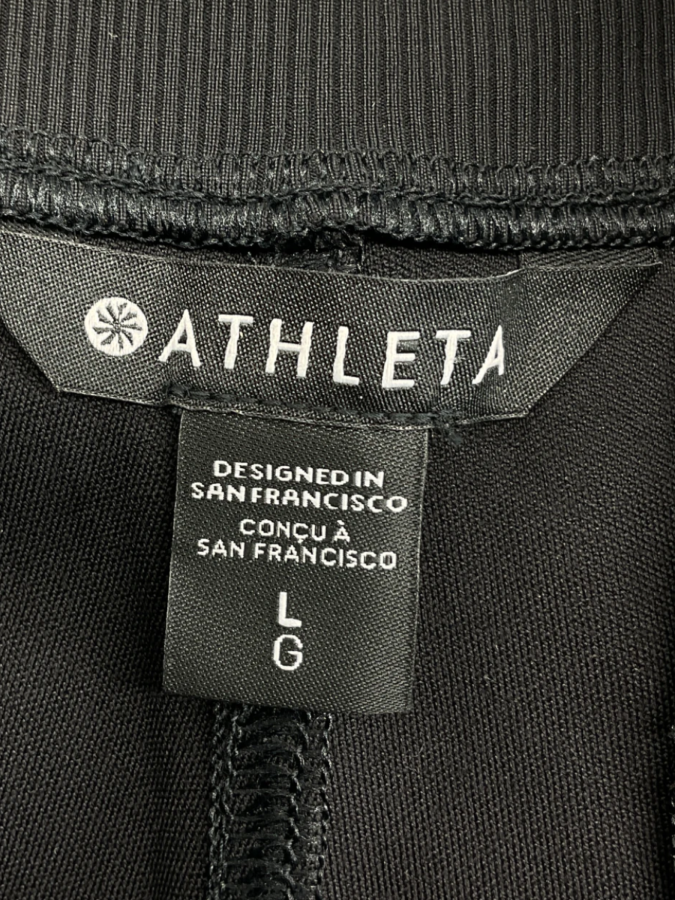 ATHLETA
DESIGNED IN
SAN FRANCISCO
CONÇU À
SAN FRANCISCO
L
G